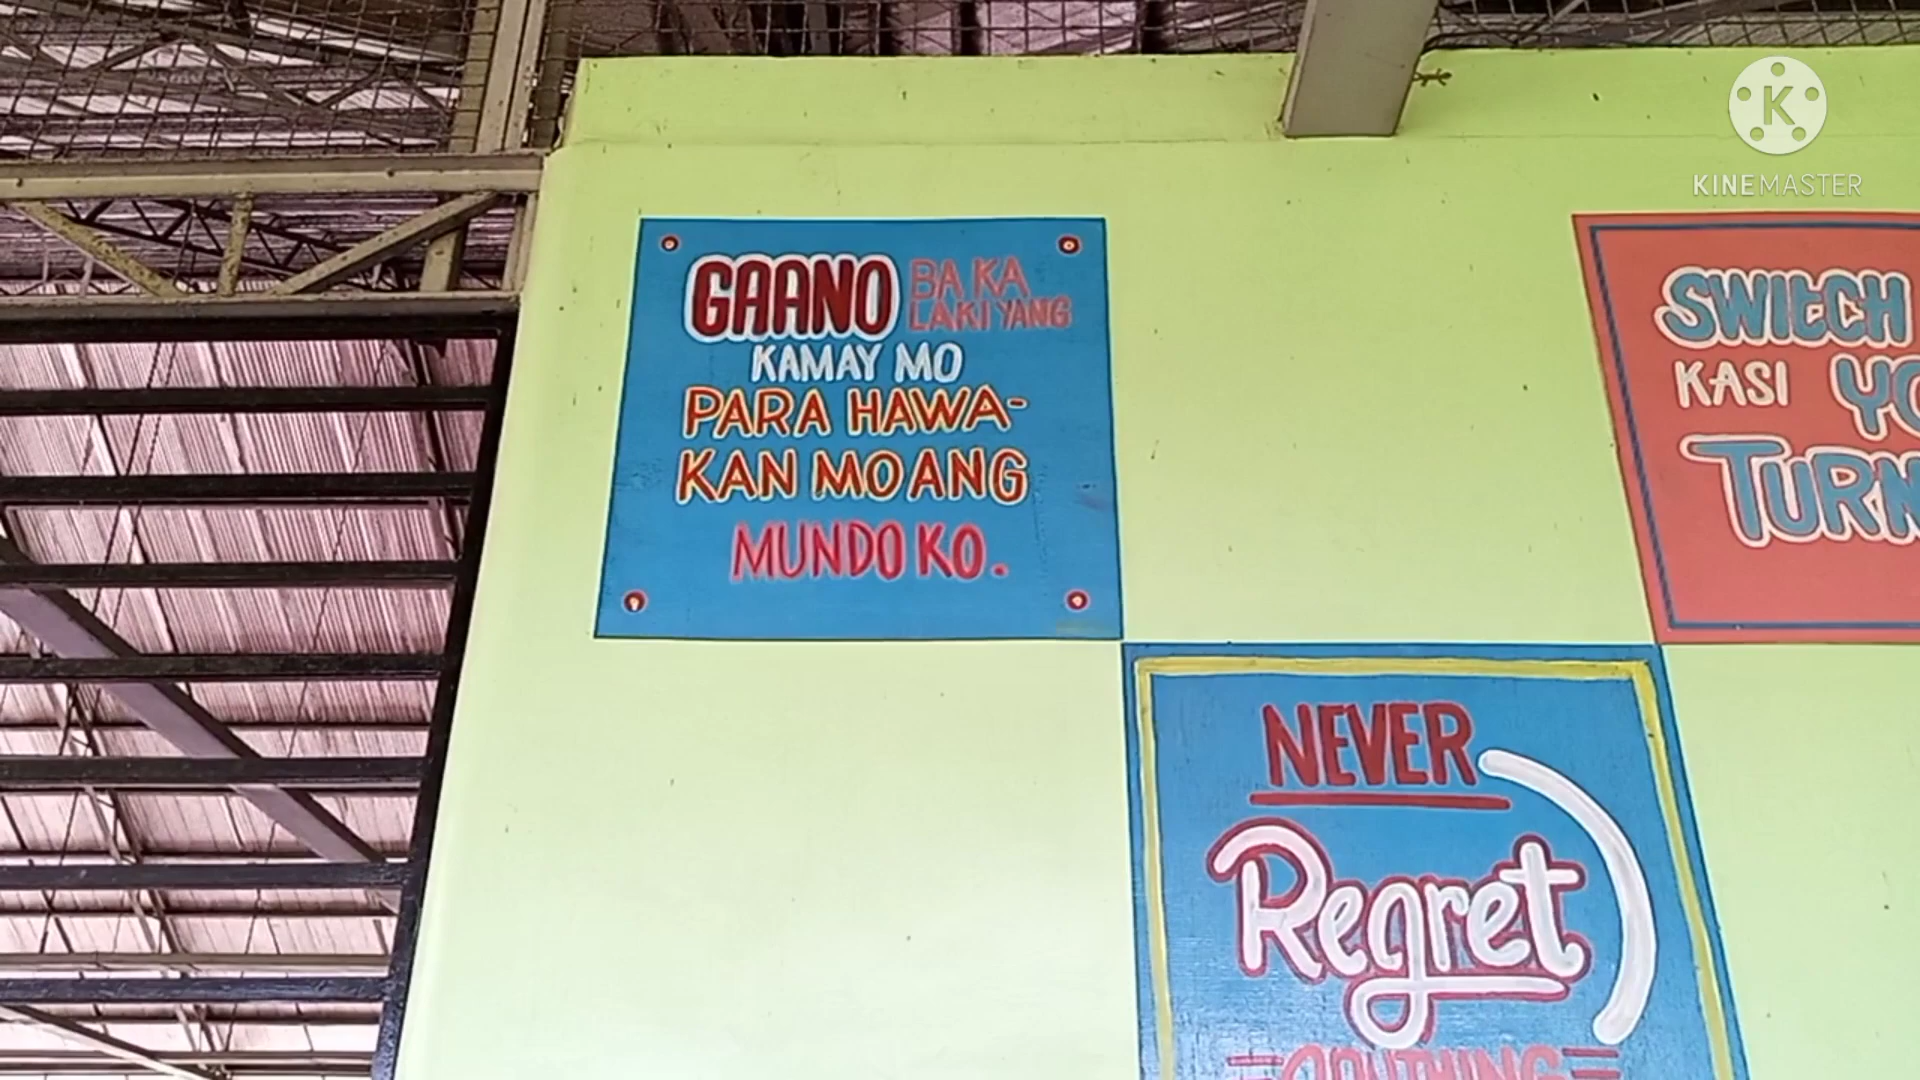 GAANO BA KA
LAKI YANG
KAMAY MO
PARA HAWA-
KAN MO ANG
MUNDO KO.
SWITCH
KASI
TURN
NEVER
Regret
KINEMASTER